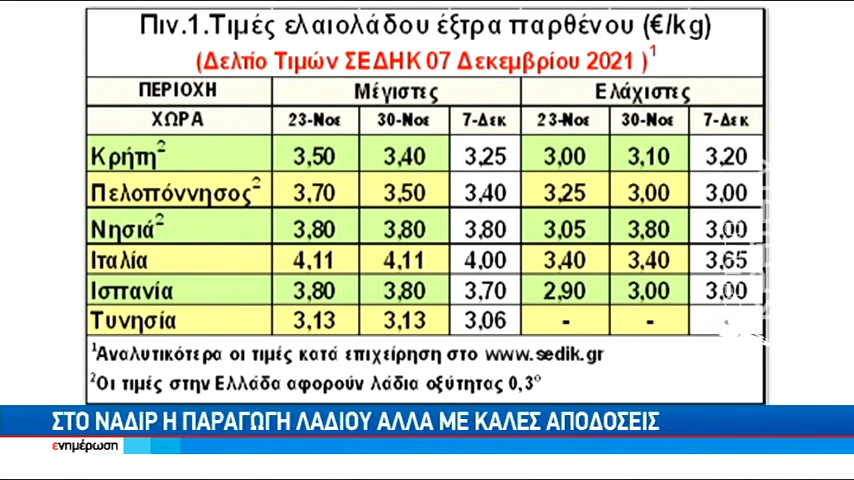 Πιν.1.Τιμές ελαιολάδου έξτρα παρθένου (€/kg)
(Δελτίο Τιμών ΣΕΔΗΚ 07 Δεκεμβρίου 2021 )1
ΠΕΡΙΟΧΗ Μέγιστες Ελάχιστες
ΧΩΡΑ 23-Νοε 30-Νοε 7-Δεκ 23-Νοε 30-Νοε 7-Δεκ
Κρήτη2 3,50 3,40 3,25 3,00 3,10 3,20
Πελοπόννησος2 3,70 3,50 3,40 3,25 3,00 3,00
Νησιά2 3,80 3,80 3,80 3,05 3,80 3,00
Ιταλία 4,11 4,11 4,00 3,40 3,40 3,65
Ισπανία 3,80 3,80 3,70 2,90 3,00 3,00
Τυνησία 3,13 3,13 3,06 - -
1Αναλυτικότερα οι τιμές κατά επιχείρηση στο www.sedik.gr
2Οι τιμές στην Ελλάδα αφορούν λάδια οξύτητας 0,3°
ΣΤΟ ΝΑΔΙΡ Η ΠΑΡΑΓΩΓΗ ΛΑΔΙΟΥ ΑΛΛΑ ΜΕ ΚΑΛΕΣ ΑΠΟΔΟΣΕΙΣ
ενημέρωση